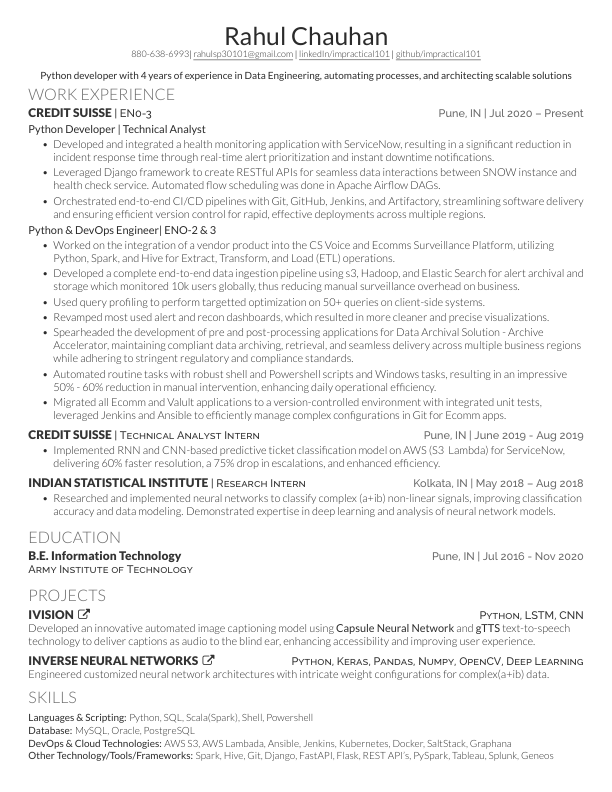 Rahul Chauhan
880-638-6993| rahulsp30101@gmail.com | linkedIn/impractical101 | github/impractical101
Python developer with 4 years of experience in Data Engineering, automating processes, and architecting scalable solutions
WORK EXPERIENCE
CREDIT SUISSE | EN0-3 Pune, IN | Jul 2020 – Present
Python Developer | Technical Analyst
• Developed and integrated a health monitoring application with ServiceNow, resulting in a significant reduction in
incident response time through real-time alert prioritization and instant downtime notifications.
• Leveraged Django framework to create RESTful APIs for seamless data interactions between SNOW instance and
health check service. Automated flow scheduling was done in Apache Airflow DAGs.
• Orchestrated end-to-end CI/CD pipelines with Git, GitHub, Jenkins, and Artifactory, streamlining software delivery
and ensuring efficient version control for rapid, effective deployments across multiple regions.
Python & DevOps Engineer| ENO-2 & 3
• Worked on the integration of a vendor product into the CS Voice and Ecomms Surveillance Platform, utilizing
Python, Spark, and Hive for Extract, Transform, and Load (ETL) operations.
• Developed a complete end-to-end data ingestion pipeline using s3, Hadoop, and Elastic Search for alert archival and
storage which monitored 10k users globally, thus reducing manual surveillance overhead on business.
• Used query profiling to perform targetted optimization on 50+ queries on client-side systems.
• Revamped most used alert and recon dashboards, which resulted in more cleaner and precise visualizations.
• Spearheaded the development of pre and post-processing applications for Data Archival Solution - Archive
Accelerator, maintaining compliant data archiving, retrieval, and seamless delivery across multiple business regions
while adhering to stringent regulatory and compliance standards.
• Automated routine tasks with robust shell and Powershell scripts and Windows tasks, resulting in an impressive
50% - 60% reduction in manual intervention, enhancing daily operational efficiency.
• Migrated all Ecomm and Valult applications to a version-controlled environment with integrated unit tests,
leveraged Jenkins and Ansible to efficiently manage complex configurations in Git for Ecomm apps.
CREDIT SUISSE | Technical Analyst Intern Pune, IN | June 2019 - Aug 2019
• Implemented RNN and CNN-based predictive ticket classification model on AWS (S3 Lambda) for ServiceNow,
delivering 60% faster resolution, a 75% drop in escalations, and enhanced efficiency.
INDIAN STATISTICAL INSTITUTE | Research Intern Kolkata, IN | May 2018 – Aug 2018
• Researched and implemented neural networks to classify complex (a+ib) non-linear signals, improving classification
accuracy and data modeling. Demonstrated expertise in deep learning and analysis of neural network models.
EDUCATION
B.E. Information Technology Pune, IN | Jul 2016 - Nov 2020
Army Institute of Technology
PROJECTS
IVISION Python, LSTM, CNN
Developed an innovative automated image captioning model using Capsule Neural Network and gTTS text-to-speech
technology to deliver captions as audio to the blind ear, enhancing accessibility and improving user experience.
INVERSE NEURAL NETWORKS Python, Keras, Pandas, Numpy, OpenCV, Deep Learning
Engineered customized neural network architectures with intricate weight configurations for complex(a+ib) data.
SKILLS
Languages & Scripting: Python, SQL, Scala(Spark), Shell, Powershell
Database: MySQL, Oracle, PostgreSQL
DevOps & Cloud Technologies: AWS S3, AWS Lambada, Ansible, Jenkins, Kubernetes, Docker, SaltStack, Graphana
Other Technology/Tools/Frameworks: Spark, Hive, Git, Django, FastAPI, Flask, REST API's, PySpark, Tableau, Splunk, Geneos